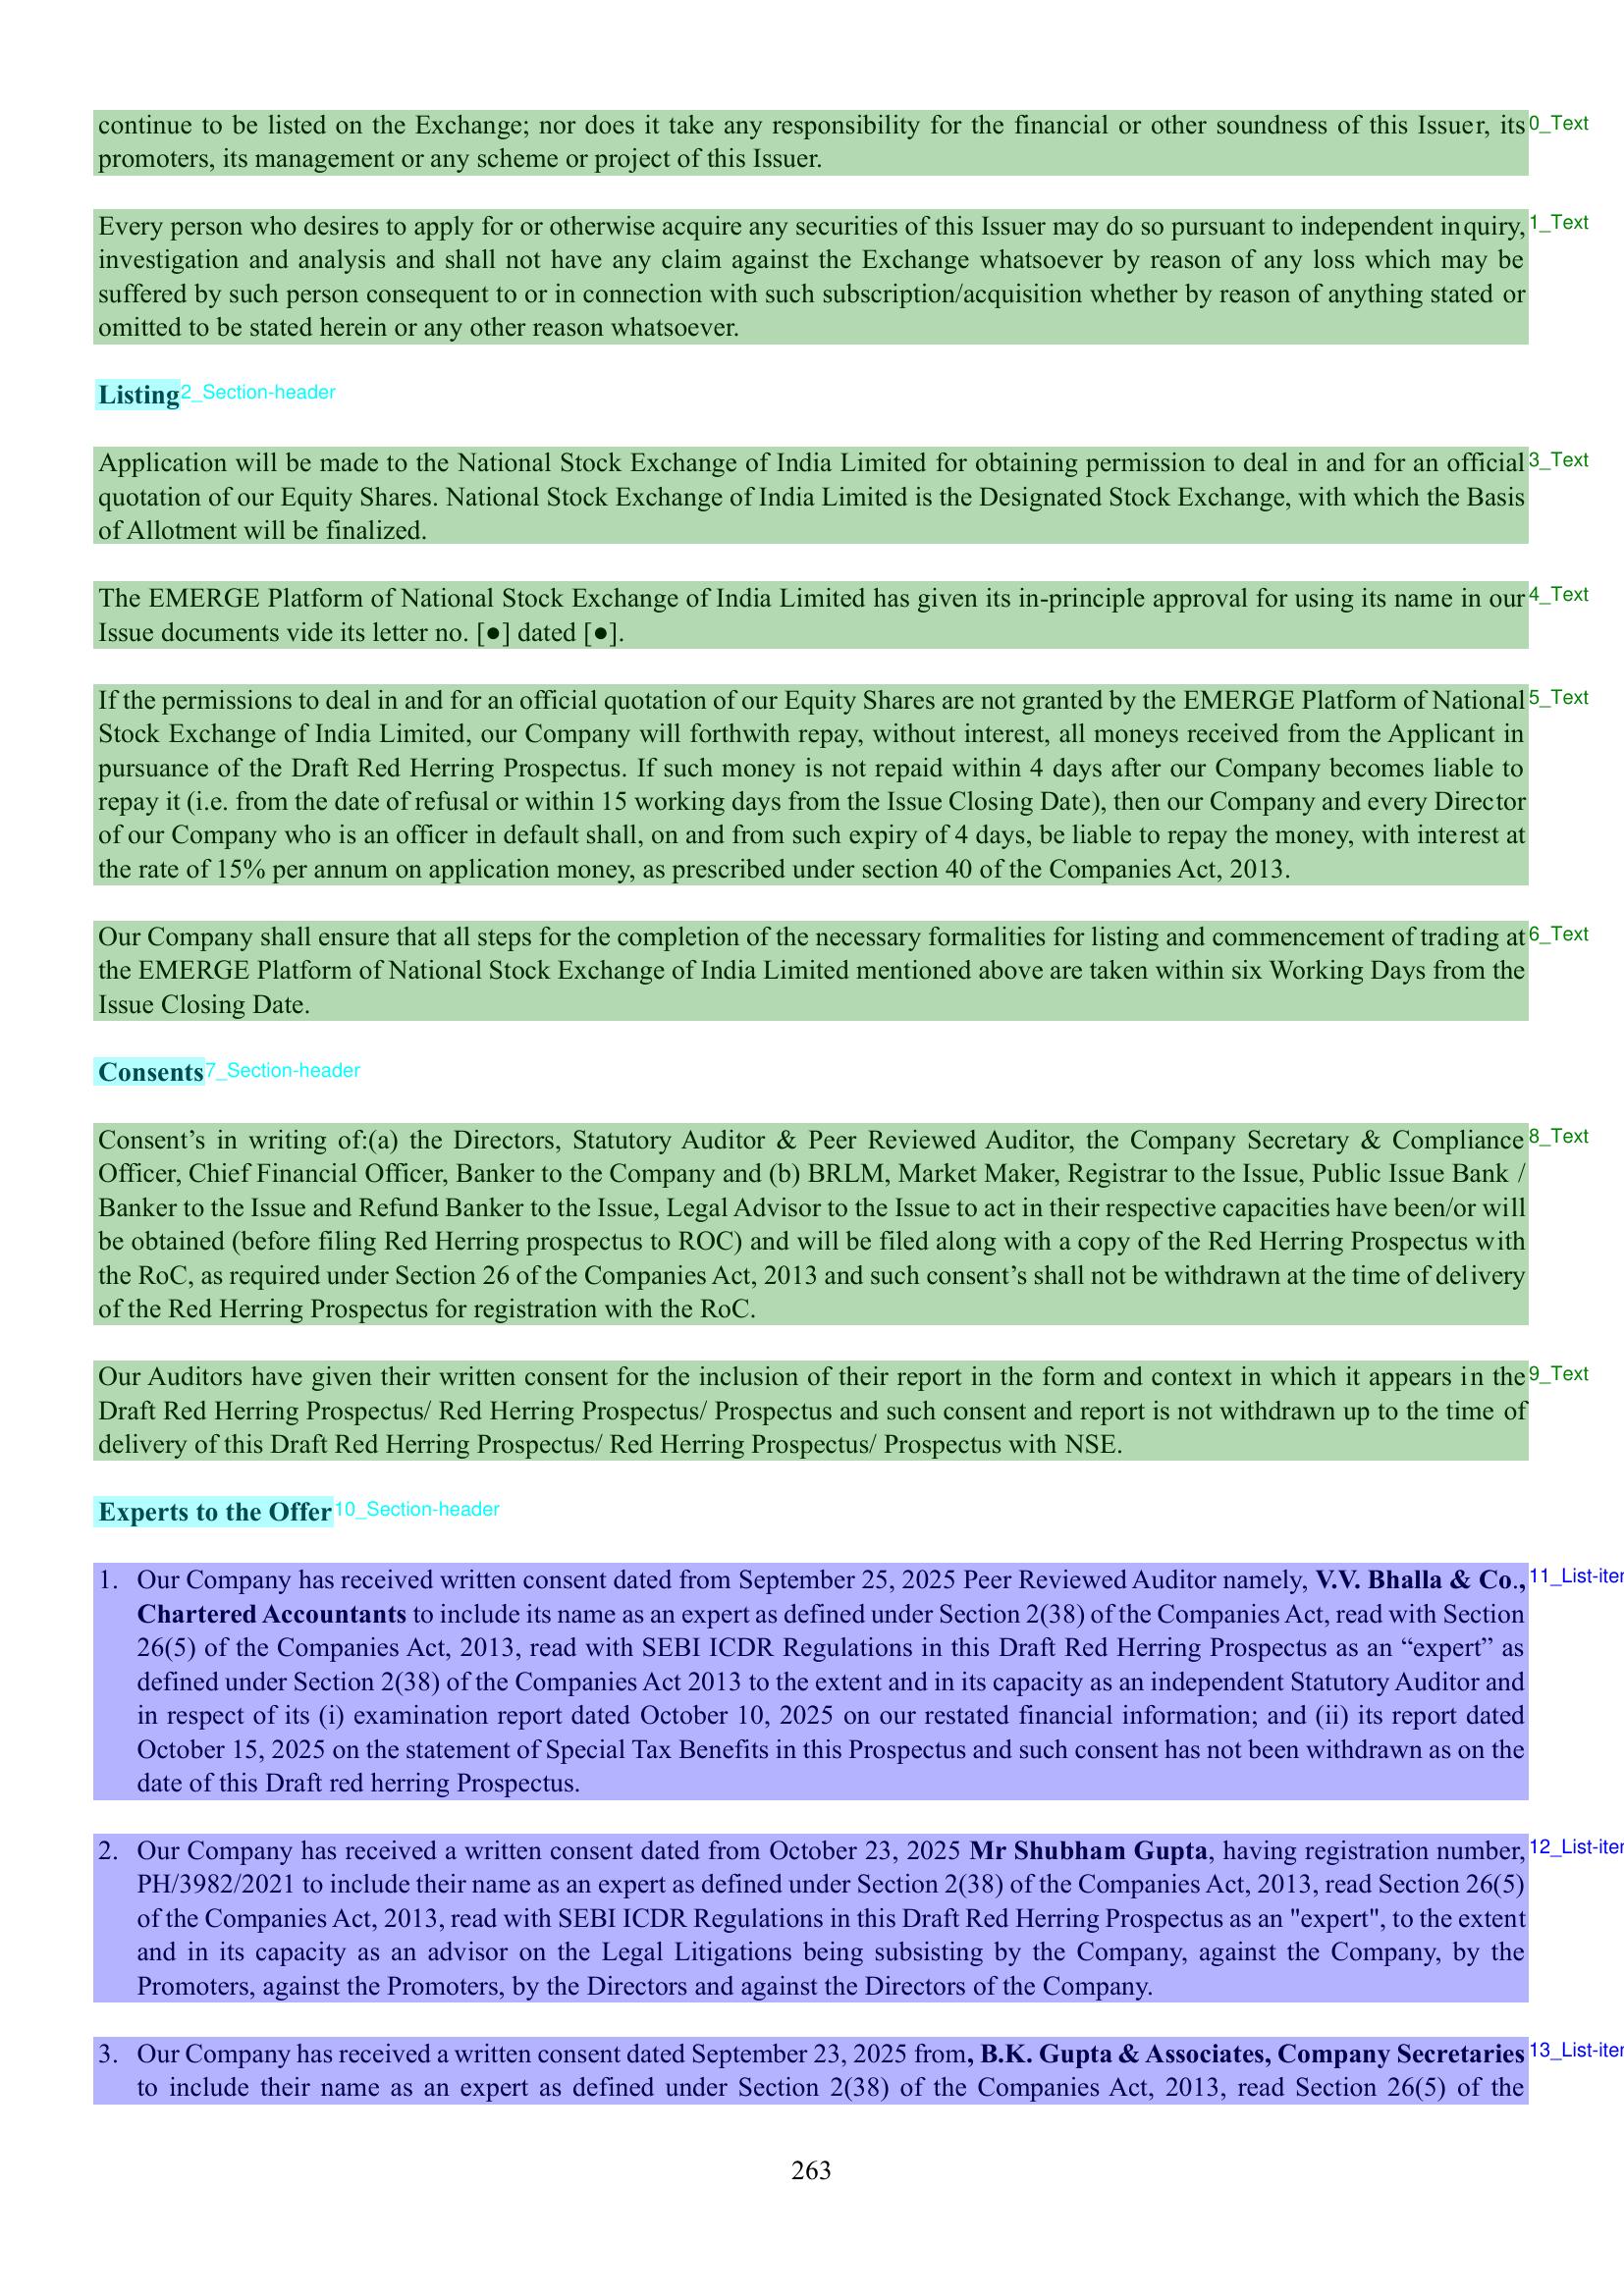 continue to be listed on the Exchange; nor does it take any responsibility for the financial or other soundness of this Issuer, its 0_Text
promoters, its management or any scheme or project of this Issuer.
Every person who desires to apply for or otherwise acquire any securities of this Issuer may do so pursuant to independent inquiry, 1_Text
investigation and analysis and shall not have any claim against the Exchange whatsoever by reason of any loss which may be
suffered by such person consequent to or in connection with such subscription/acquisition whether by reason of anything stated or
omitted to be stated herein or any other reason whatsoever.
Listing 2_Section-header
Application will be made to the National Stock Exchange of India Limited for obtaining permission to deal in and for an official 3_Text
quotation of our Equity Shares. National Stock Exchange of India Limited is the Designated Stock Exchange, with which the Basis
of Allotment will be finalized.
The EMERGE Platform of National Stock Exchange of India Limited has given its in-principle approval for using its name in our 4_Text
Issue documents vide its letter no. [●] dated [●].
If the permissions to deal in and for an official quotation of our Equity Shares are not granted by the EMERGE Platform of National 5_Text
Stock Exchange of India Limited, our Company will forthwith repay, without interest, all moneys received from the Applicant in
pursuance of the Draft Red Herring Prospectus. If such money is not repaid within 4 days after our Company becomes liable to
repay it (i.e. from the date of refusal or within 15 working days from the Issue Closing Date), then our Company and every Director
of our Company who is an officer in default shall, on and from such expiry of 4 days, be liable to repay the money, with interest at
the rate of 15% per annum on application money, as prescribed under section 40 of the Companies Act, 2013.
Our Company shall ensure that all steps for the completion of the necessary formalities for listing and commencement of trading at 6_Text
the EMERGE Platform of National Stock Exchange of India Limited mentioned above are taken within six Working Days from the
Issue Closing Date.
Consents 7_Section-header
Consent’s in writing of:(a) the Directors, Statutory Auditor & Peer Reviewed Auditor, the Company Secretary & Compliance 8_Text
Officer, Chief Financial Officer, Banker to the Company and (b) BRLM, Market Maker, Registrar to the Issue, Public Issue Bank /
Banker to the Issue and Refund Banker to the Issue, Legal Advisor to the Issue to act in their respective capacities have been/or will
be obtained (before filing Red Herring prospectus to ROC) and will be filed along with a copy of the Red Herring Prospectus with
the RoC, as required under Section 26 of the Companies Act, 2013 and such consent’s shall not be withdrawn at the time of delivery
of the Red Herring Prospectus for registration with the RoC.
Our Auditors have given their written consent for the inclusion of their report in the form and context in which it appears in the 9_Text
Draft Red Herring Prospectus/ Red Herring Prospectus/ Prospectus and such consent and report is not withdrawn up to the time of
delivery of this Draft Red Herring Prospectus/ Red Herring Prospectus/ Prospectus with NSE.
Experts to the Offer 10_Section-header
1. Our Company has received written consent dated from September 25, 2025 Peer Reviewed Auditor namely, V.V. Bhalla & Co., 11_List-iter
Chartered Accountants to include its name as an expert as defined under Section 2(38) of the Companies Act, read with Section
26(5) of the Companies Act, 2013, read with SEBI ICDR Regulations in this Draft Red Herring Prospectus as an “expert” as
defined under Section 2(38) of the Companies Act 2013 to the extent and in its capacity as an independent Statutory Auditor and
in respect of its (i) examination report dated October 10, 2025 on our restated financial information; and (ii) its report dated
October 15, 2025 on the statement of Special Tax Benefits in this Prospectus and such consent has not been withdrawn as on the
date of this Draft red herring Prospectus.
2. Our Company has received a written consent dated from October 23, 2025 Mr Shubham Gupta, having registration number, 12_List-iter
PH/3982/2021 to include their name as an expert as defined under Section 2(38) of the Companies Act, 2013, read Section 26(5)
of the Companies Act, 2013, read with SEBI ICDR Regulations in this Draft Red Herring Prospectus as an "expert", to the extent
and in its capacity as an advisor on the Legal Litigations being subsisting by the Company, against the Company, by the
Promoters, against the Promoters, by the Directors and against the Directors of the Company.
3. Our Company has received a written consent dated September 23, 2025 from, B.K. Gupta & Associates, Company Secretaries 13_List-iter
to include their name as an expert as defined under Section 2(38) of the Companies Act, 2013, read Section 26(5) of the
263